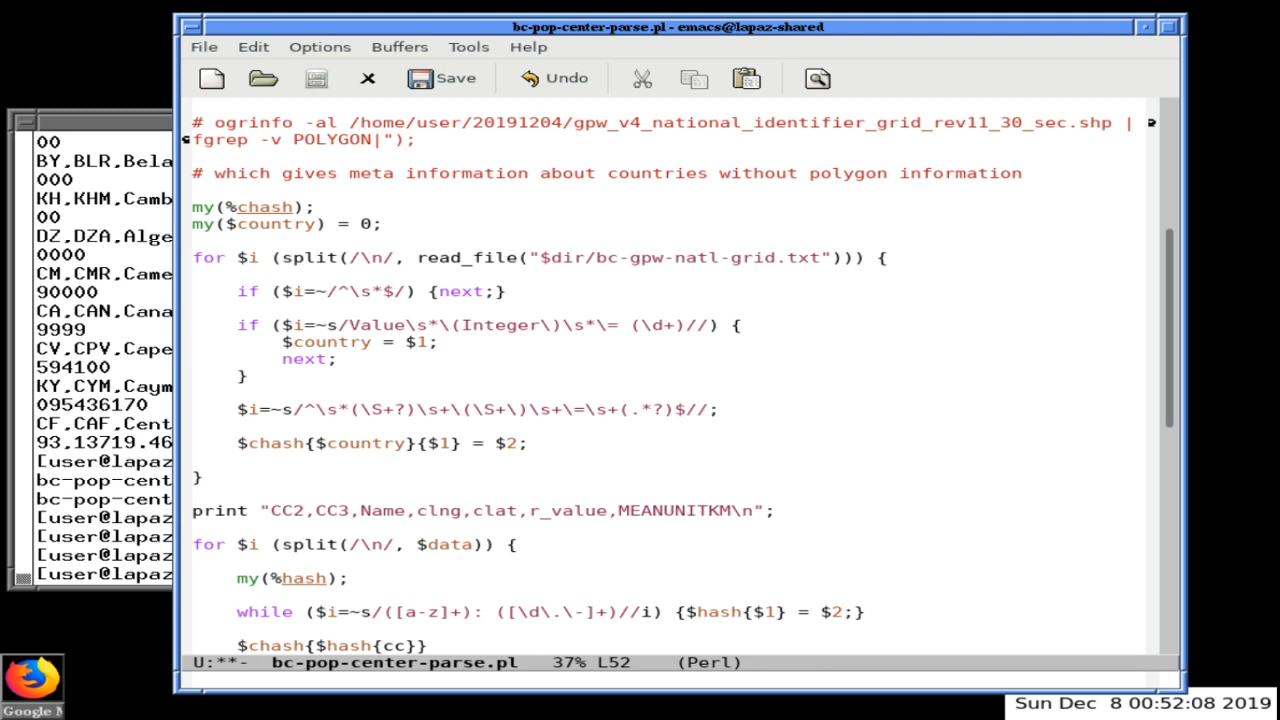 bc-pop-center-parse.pl - emacs@lapaz-shared
File Edit Options Buffers Tools Help
Save Undo
# ogrinfo -al /home/user/20191204/gpw_v4_national_identifier_grid_rev11_30_sec.shp |
fgrep -v POLYGON|");
# which gives meta information about countries without polygon information
my(%chash);
my($country) = 0;
for $i (split(/\n/, read_file("$dir/bc-gpw-natl-grid.txt"))) {
if ($i=~/^\s*$/) {next;}
if ($i=~s/Value\s*\(Integer\)\s*\= (\d+)//) {
$country = $1;
next;
}
$i=~s/^\s*(\S+?)\s+\(\S+\)\s+\=\s+(.*?)$//;
$chash{$country}{$1} = $2;
}
print "CC2,CC3,Name,clng,clat,r_value,MEANUNITKM\n";
for $i (split(/\n/, $data)) {
my(%hash);
while ($i=~s/([a-z]+): ([\d\.\-]+)//i) {$hash{$1} = $2;}
$chash{$hash{cc}}
U:**- bc-pop-center-parse.pl 37% L52 (Perl)
00
BY,BLR,Bela
000
KH,KHM,Camb
00
DZ,DZA,Alge
0000
CM,CMR,Came
90000
CA,CAN,Cana
9999
CV,CPV,Cape
594100
KY,CYM,Caym
095436170
CF,CAF,Cent
93,13719.46
[user@lapaz
bc-pop-cent
bc-pop-cent
[user@lapaz
[user@lapaz
[user@lapaz
[user@lapaz
Google M
Sun Dec 8 00:52:08 2019